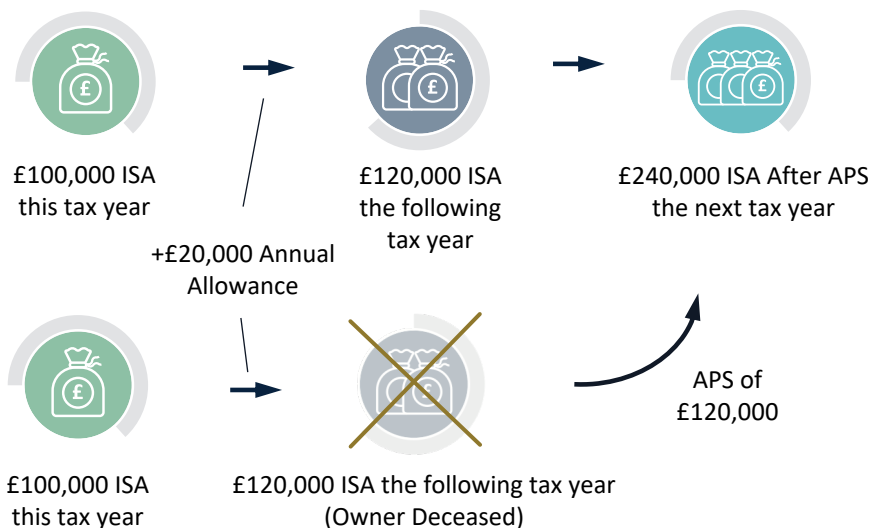 £
£
£
£100,000 ISA
this tax year
£120,000 ISA
the following
tax year
£240,000 ISA After APS
the next tax year
+£20,000 Annual
Allowance
£
£
APS of
£120,000
£100,000 ISA
this tax year
£120,000 ISA the following tax year
(Owner Deceased)